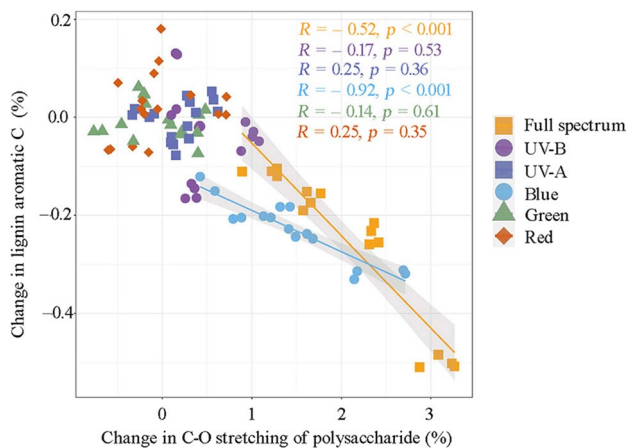 0.2
0.0
−0.2
−0.4
Change in lignin aromatic C (%)
R = − 0.52, p < 0.001
R = − 0.17, p = 0.53
R = 0.25, p = 0.36
R = − 0.92, p < 0.001
R = − 0.14, p = 0.61
R = 0.25, p = 0.35
Full spectrum
UV-B
UV-A
Blue
Green
Red
0 1 2 3
Change in C-O stretching of polysaccharide (%)